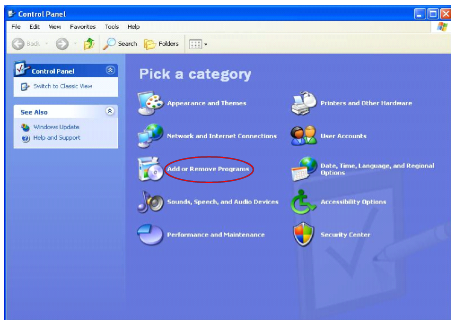 Control Panel
File Edit View Favorites Tools Help
Back Search Folders
Control Panel
Switch to Classic View
See Also
Windows Update
Help and Support
Pick a category
Appearance and Themes
Printers and Other Hardware
Network and Internet Connections
User Accounts
Add or Remove Programs
Date, Time, Language, and Regional
Options
Sounds, Speech, and Audio Devices
Accessibility Options
Performance and Maintenance
Security Center